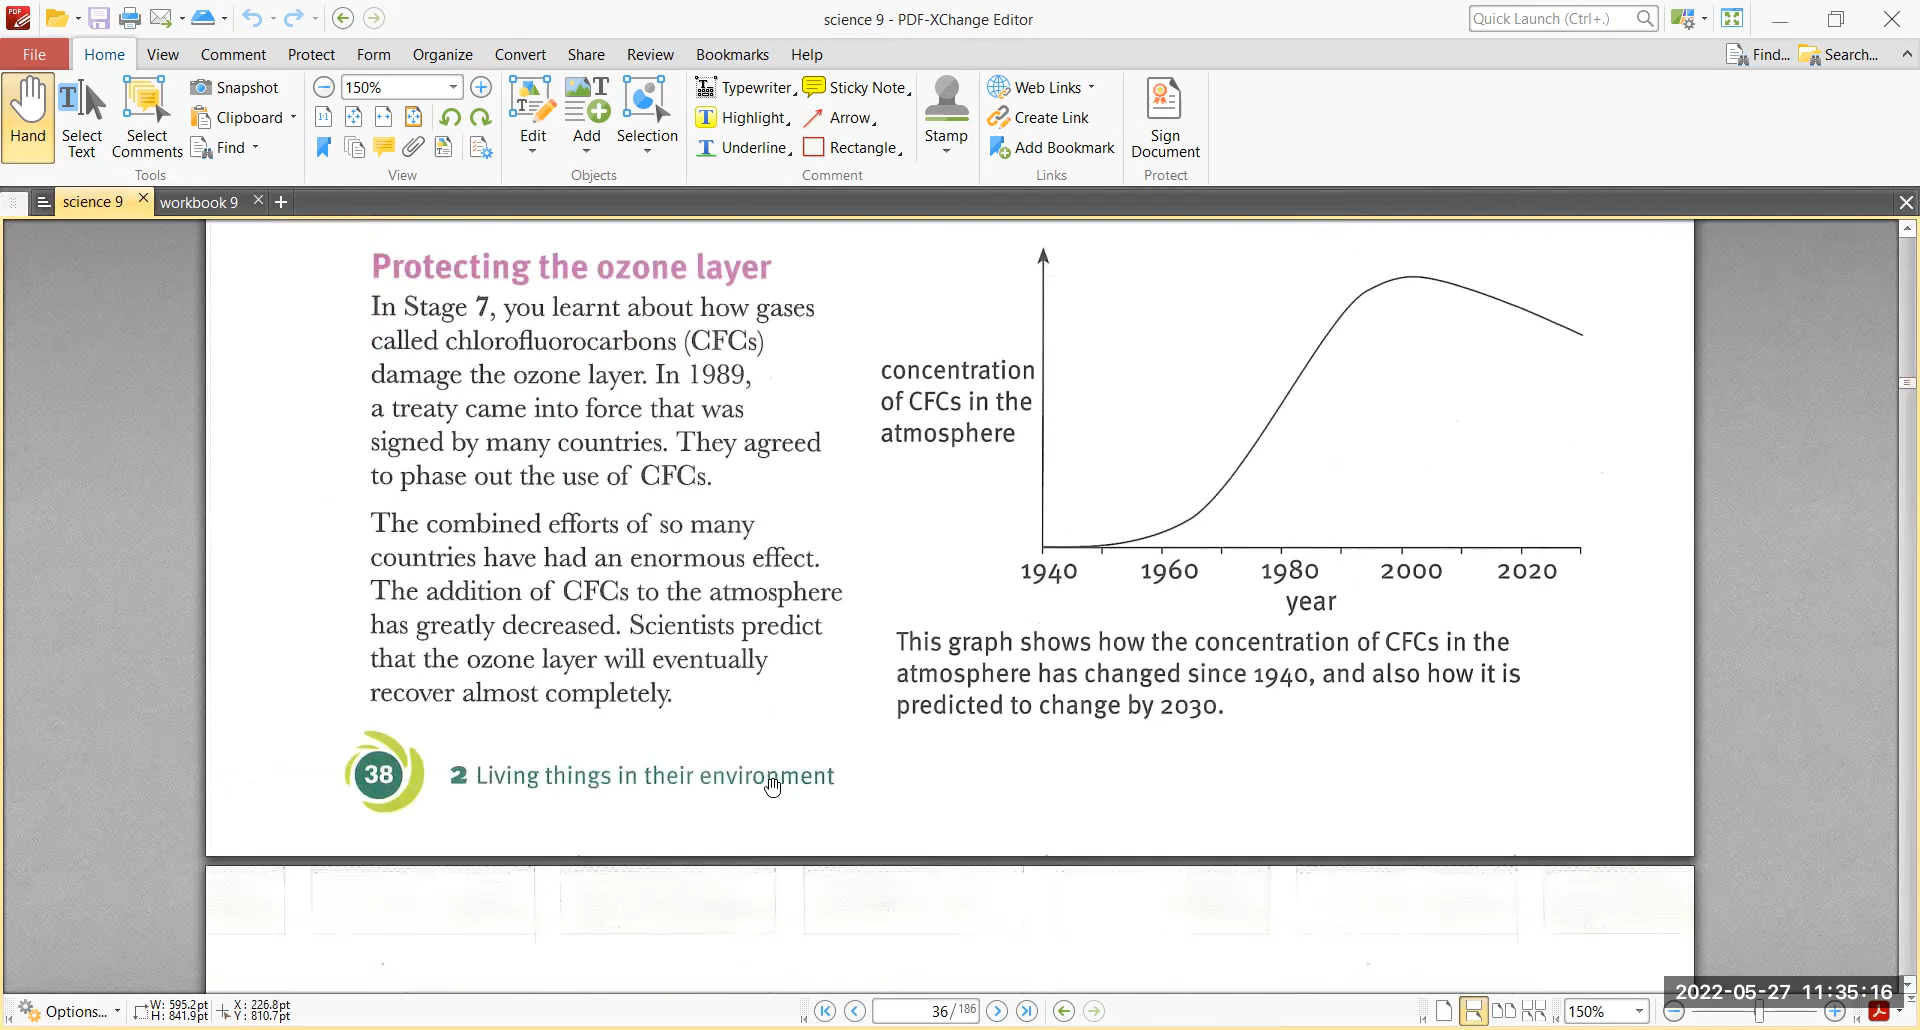 science 9 - PDF-XChange Editor
Quick Launch (Ctrl+.)
File Home View Comment Protect Form Organize Convert Share Review Bookmarks Help
Find... Search...
Hand
Select Text
Select Comments
Snapshot
Clipboard
Find
Tools
150%
View
Edit
Add
Selection
Objects
Typewriter
Highlight
Underline
Sticky Note
Arrow
Rectangle
Comment
Stamp
Web Links
Create Link
Add Bookmark
Links
Sign Document
Protect
science 9
workbook 9
Protecting the ozone layer
In Stage 7, you learnt about how gases
called chlorofluorocarbons (CFCs)
damage the ozone layer. In 1989,
a treaty came into force that was
signed by many countries. They agreed
to phase out the use of CFCs.
The combined efforts of so many
countries have had an enormous effect.
The addition of CFCs to the atmosphere
has greatly decreased. Scientists predict
that the ozone layer will eventually
recover almost completely.
concentration
of CFCs in the
atmosphere
1940 1960 1980 2000 2020
year
This graph shows how the concentration of CFCs in the
atmosphere has changed since 1940, and also how it is
predicted to change by 2030.
38 2 Living things in their environment
2022-05-27 11:35:16
Options...
W: 595.2pt
H: 841.9pt
X: 226.8pt
Y: 810.7pt
36 / 186
150%